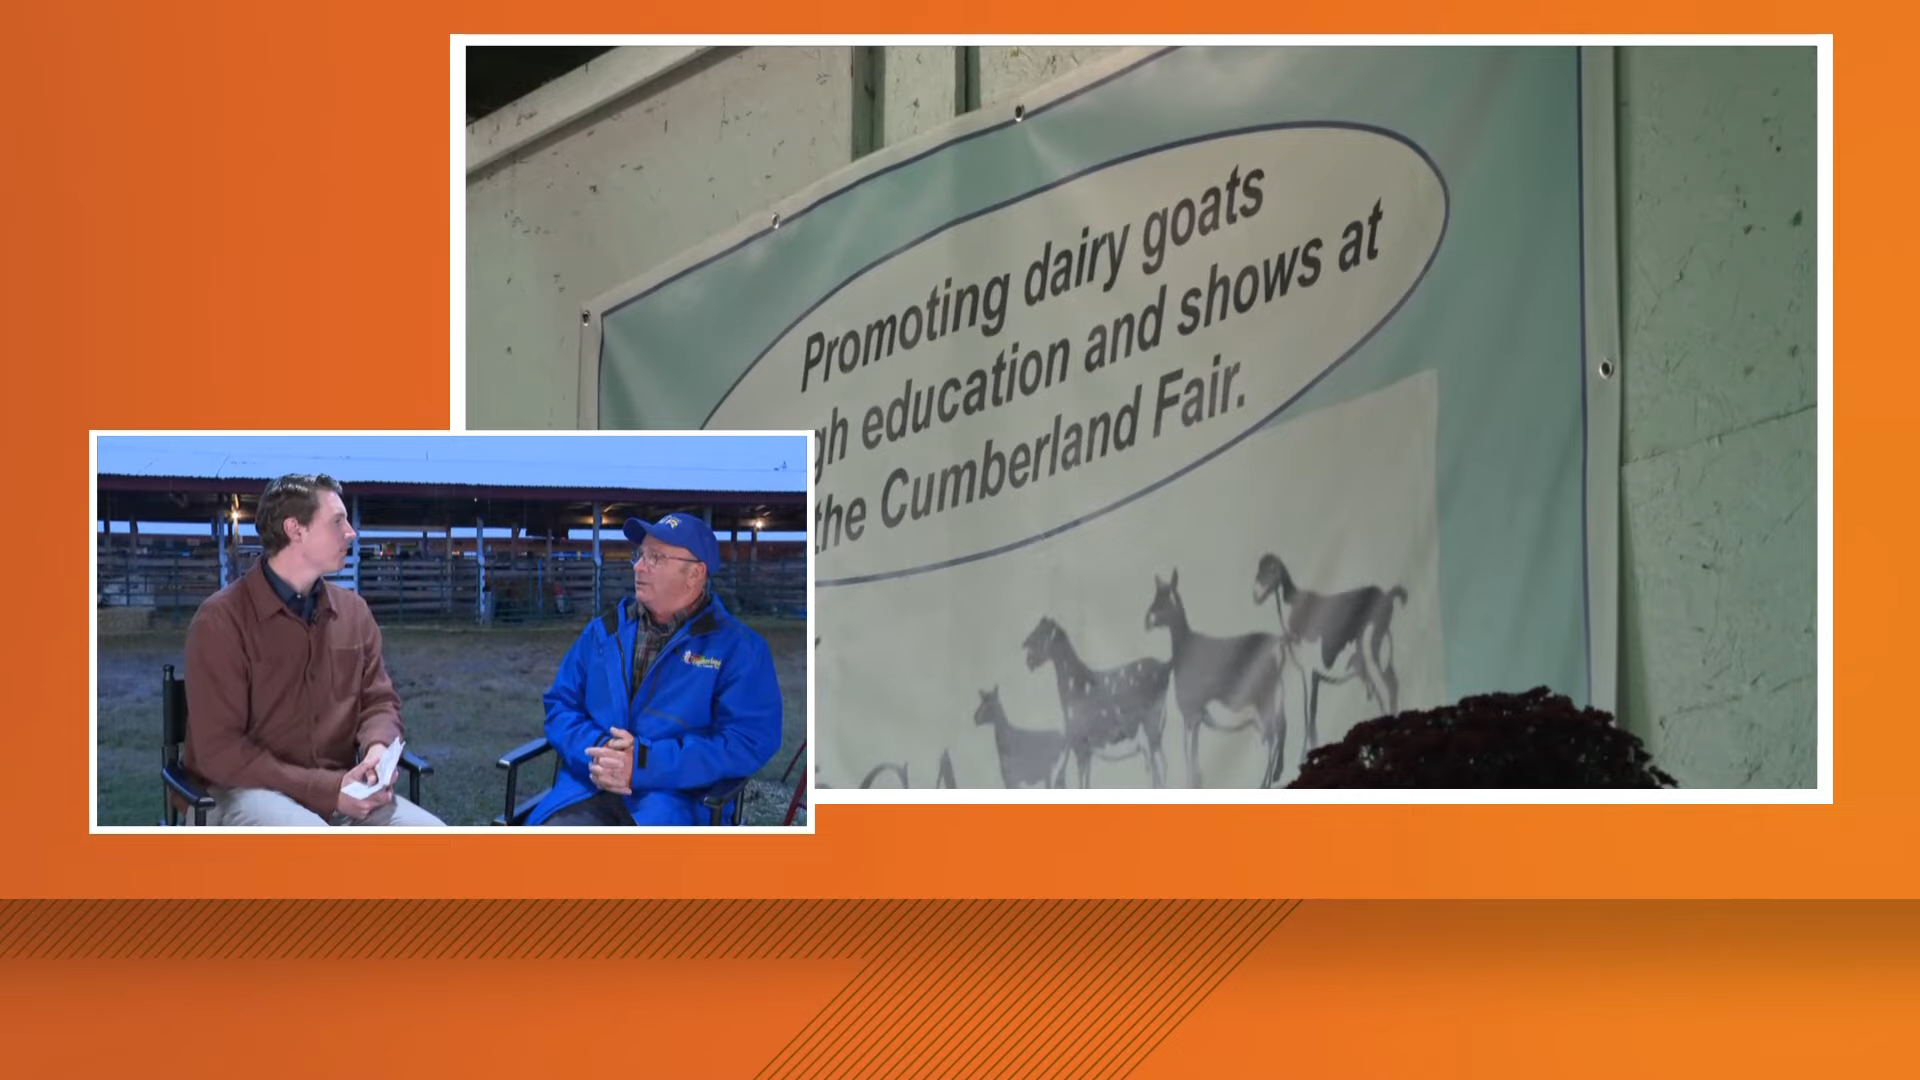 Promoting dairy goats
gh education and shows at
the Cumberland Fair.